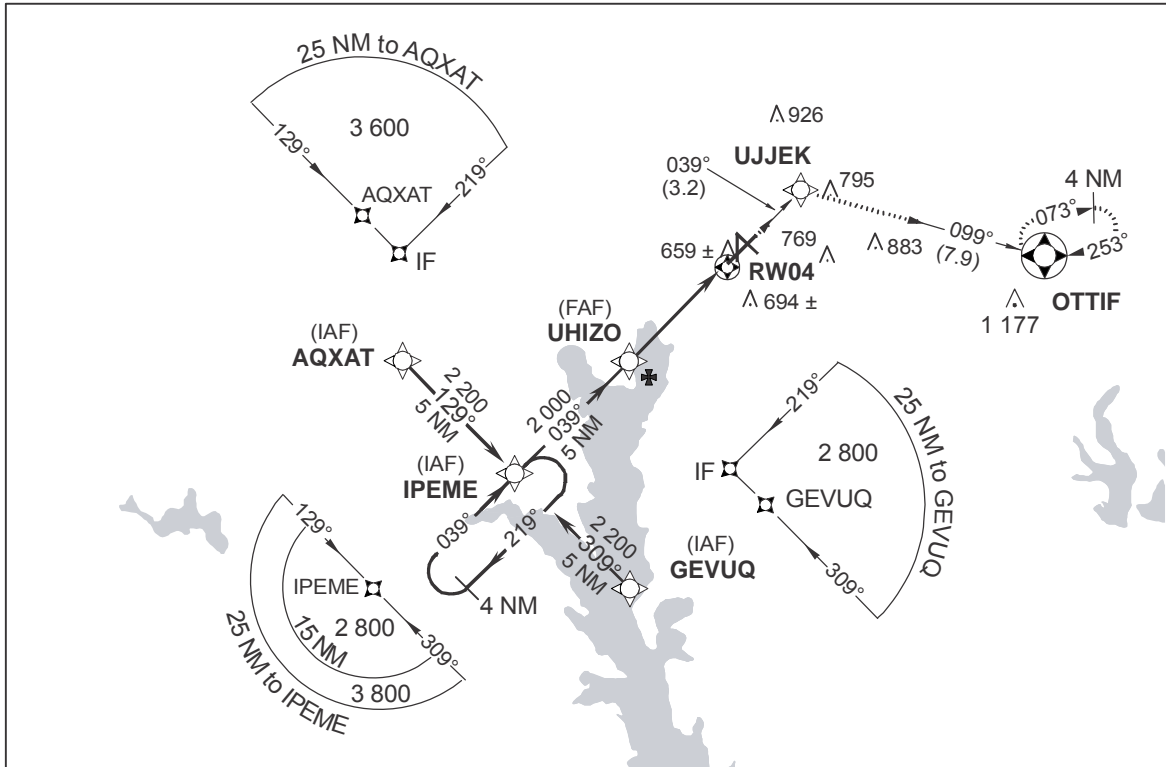 25 NM to AQXAT
3 600
129°
219°
AQXAT
IF
926
UJJEK
039°
(3.2)
795
4 NM
073°
253°
099°
(7.9)
883
769
659 ±
RW04
694 ±
OTTIF
1 177
(FAF)
UHIZO
(IAF)
AQXAT
2 200
129°
5 NM
2 000
039°
5 NM
(IAF)
IPEME
039°
219°
4 NM
2 200
309°
5 NM
(IAF)
GEVUQ
219°
IF
2 800
GEVUQ
309°
25 NM to GEVUQ
129°
IPEME
2 800
15 NM
309°
3 800
25 NM to IPEME